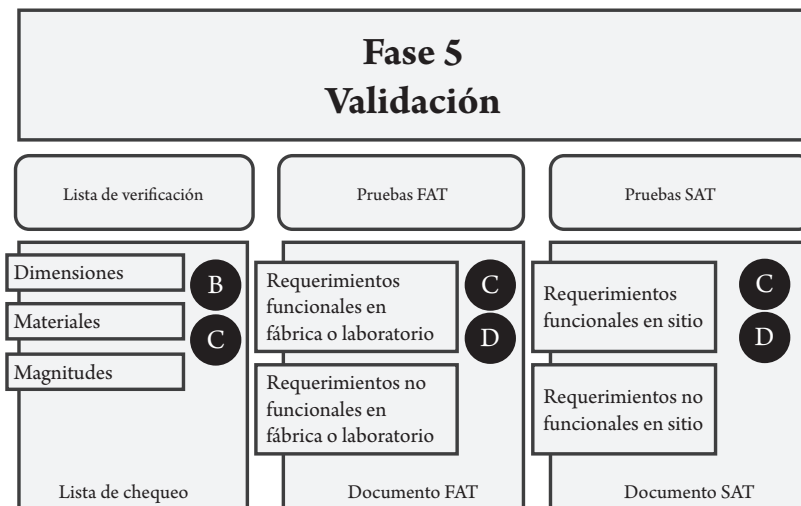 Fase 5
Validación
Lista de verificación
Pruebas FAT
Pruebas SAT
Dimensiones
Materiales
Magnitudes
B
C
Lista de chequeo
Requerimientos
funcionales en
fábrica o laboratorio
Requerimientos no
funcionales en
fábrica o laboratorio
C
D
Documento FAT
Requerimientos
funcionales en sitio
Requerimientos no
funcionales en sitio
C
D
Documento SAT